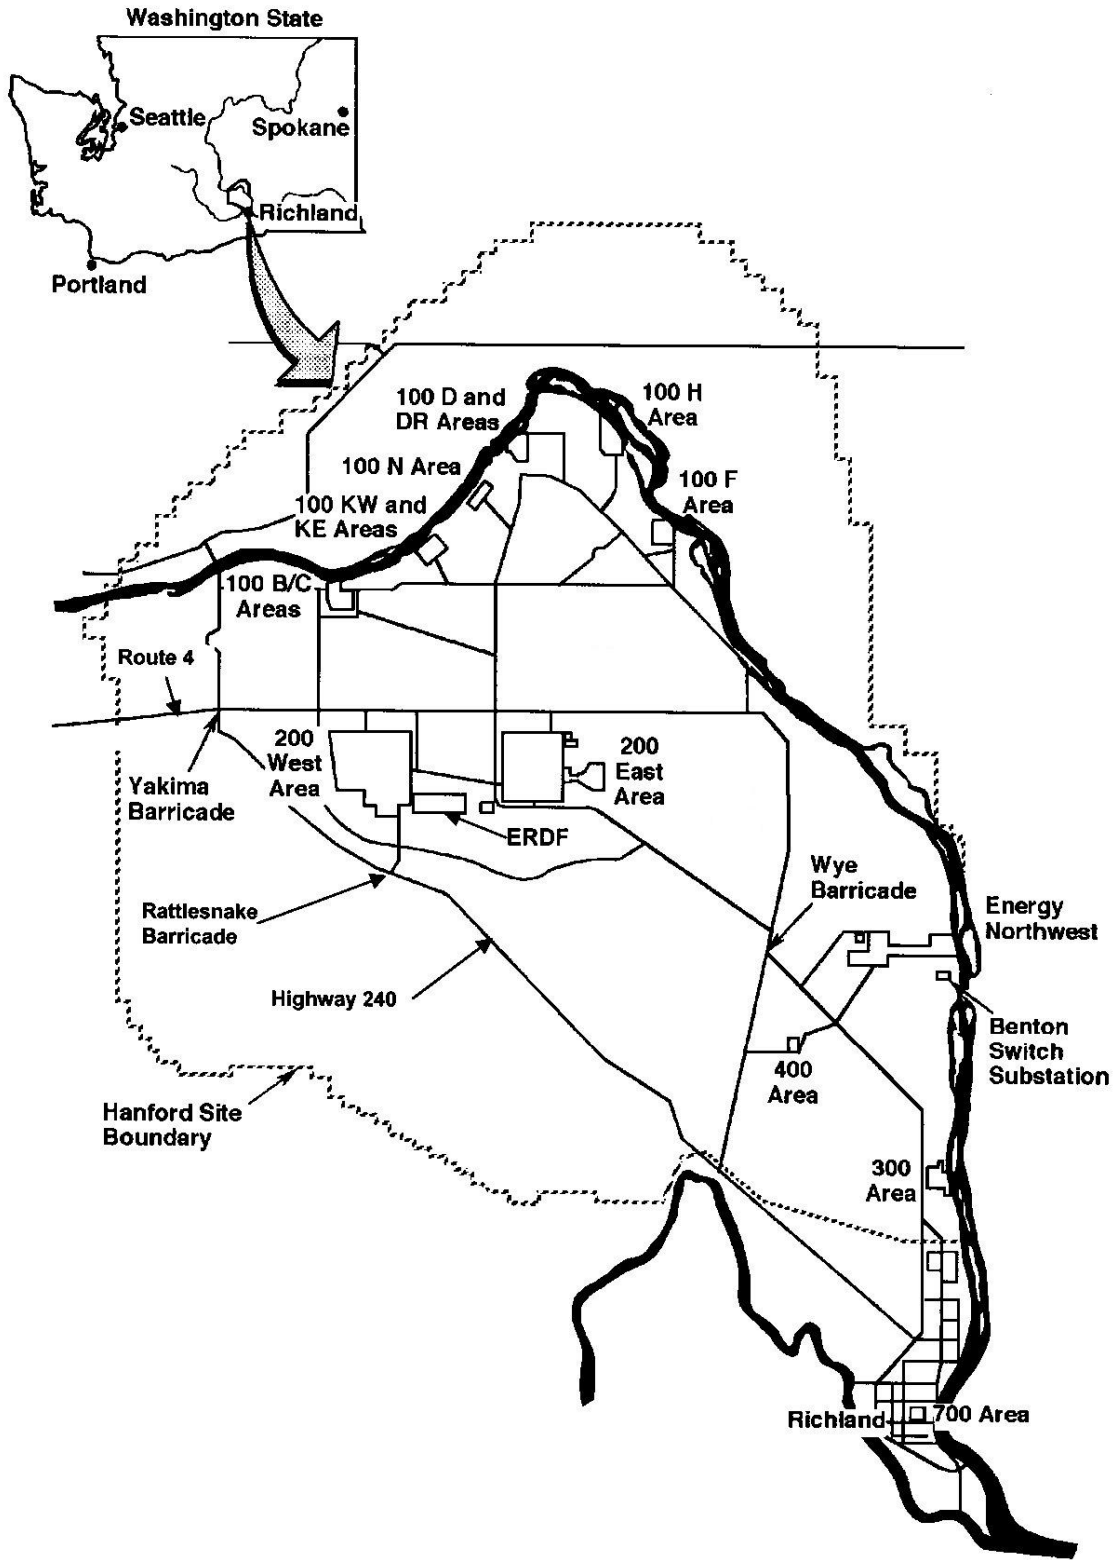 Washington State
Seattle
Spokane
Richland
Portland
100 D and
DR Areas
100 H
Area
100 N Area
100 F
Area
100 KW and
KE Areas
100 B/C
Areas
Route 4
200
West
Area
200
East
Area
Yakima
Barricade
ERDF
Wye
Barricade
Rattlesnake
Barricade
Energy
Northwest
Highway 240
Benton
Switch
Substation
400
Area
Hanford Site
Boundary
300
Area
Richland
700 Area